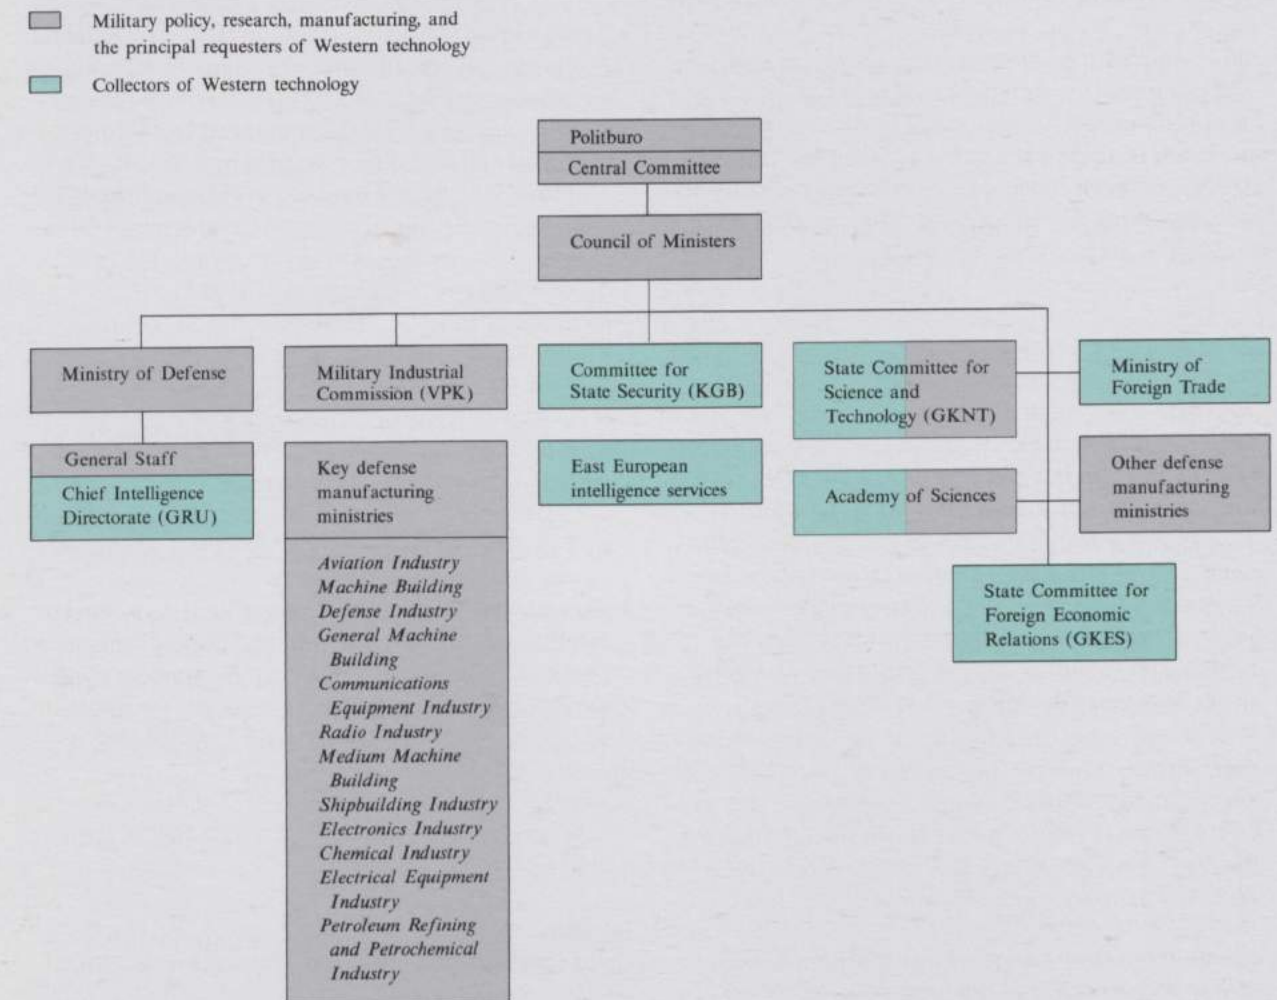 Military policy, research, manufacturing, and
the principal requesters of Western technology
Collectors of Western technology
Politburo
Central Committee
Council of Ministers
Ministry of Defense
General Staff
Chief Intelligence
Directorate (GRU)
Military Industrial
Commission (VPK)
Key defense
manufacturing
ministries
Aviation Industry
Machine Building
Defense Industry
General Machine
Building
Communications
Equipment Industry
Radio Industry
Medium Machine
Building
Shipbuilding Industry
Electronics Industry
Chemical Industry
Electrical Equipment
Industry
Petroleum Refining
and Petrochemical
Industry
Committee for
State Security (KGB)
East European
intelligence services
State Committee for
Science and
Technology (GKNT)
Academy of Sciences
Ministry of
Foreign Trade
Other defense
manufacturing
ministries
State Committee for
Foreign Economic
Relations (GKES)